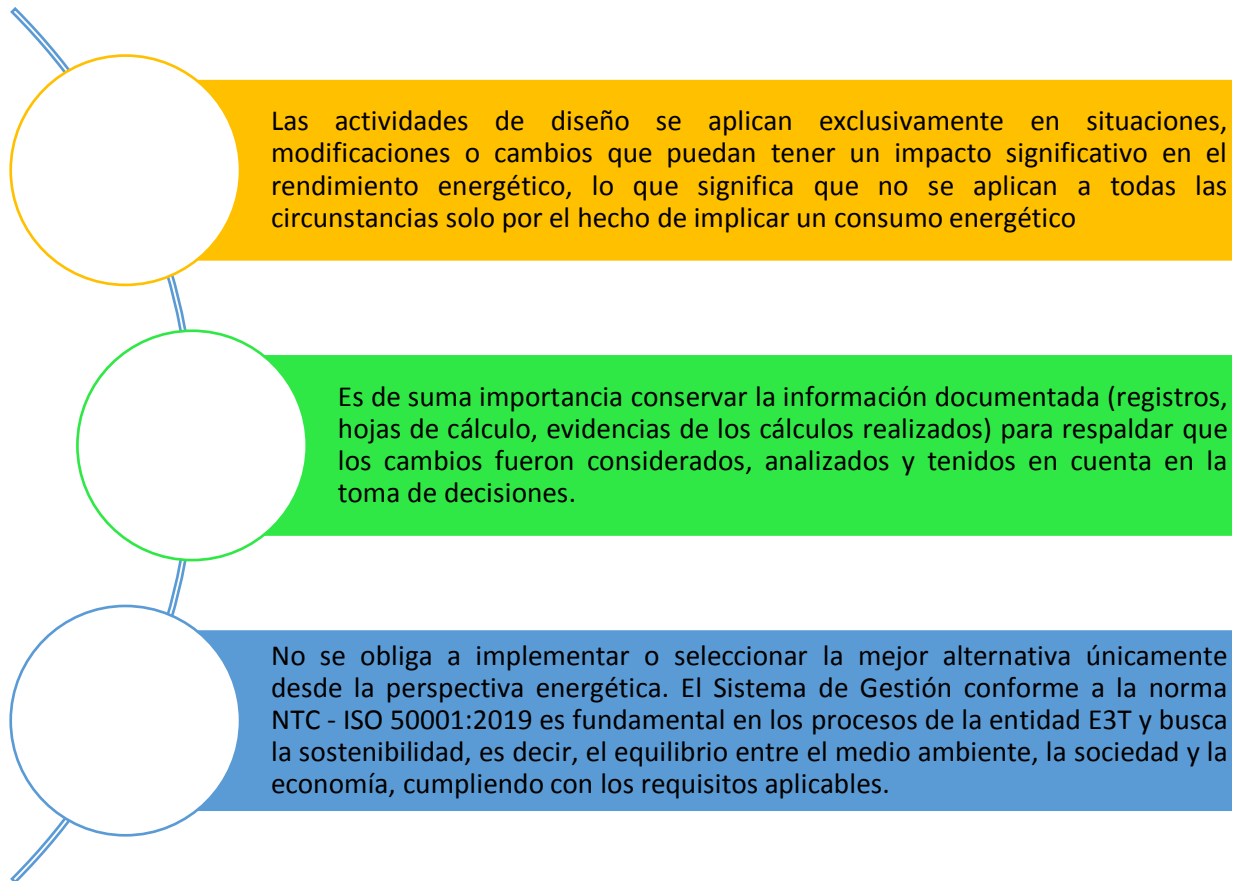 Las actividades de diseño se aplican exclusivamente en situaciones,
modificaciones o cambios que puedan tener un impacto significativo en el
rendimiento energético, lo que significa que no se aplican a todas las
circunstancias solo por el hecho de implicar un consumo energético
Es de suma importancia conservar la información documentada (registros,
hojas de cálculo, evidencias de los cálculos realizados) para respaldar que
los cambios fueron considerados, analizados y tenidos en cuenta en la
toma de decisiones.
No se obliga a implementar o seleccionar la mejor alternativa únicamente
desde la perspectiva energética. El Sistema de Gestión conforme a la norma
NTC - ISO 50001:2019 es fundamental en los procesos de la entidad E3T y busca
la sostenibilidad, es decir, el equilibrio entre el medio ambiente, la sociedad y la
economía, cumpliendo con los requisitos aplicables.